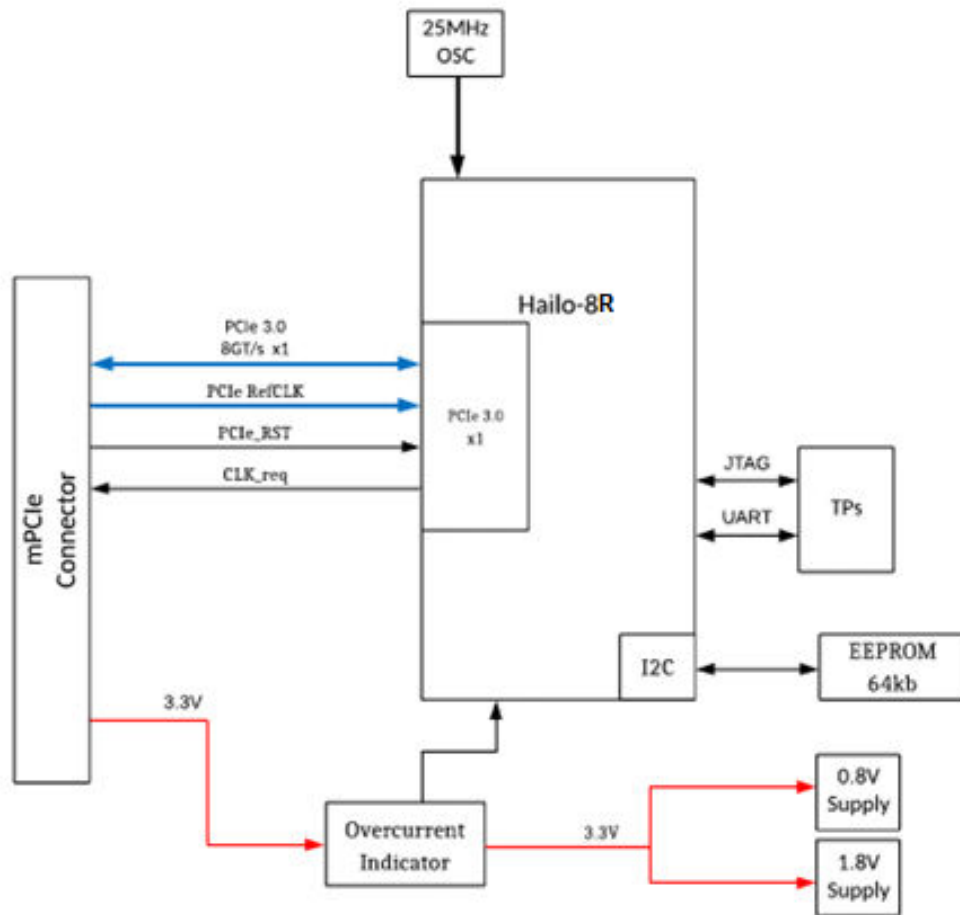 25MHz
OSC
Hailo-8R
PCIe 3.0
8GT/s x1
PCIe RefCLK
PCIe_RST
CLK_req
PCIe 3.0
x1
mPCIe
Connector
JTAG
UART
TPs
I2C
EEPROM
64kb
3.3V
Overcurrent
Indicator
3.3V
0.8V
Supply
1.8V
Supply